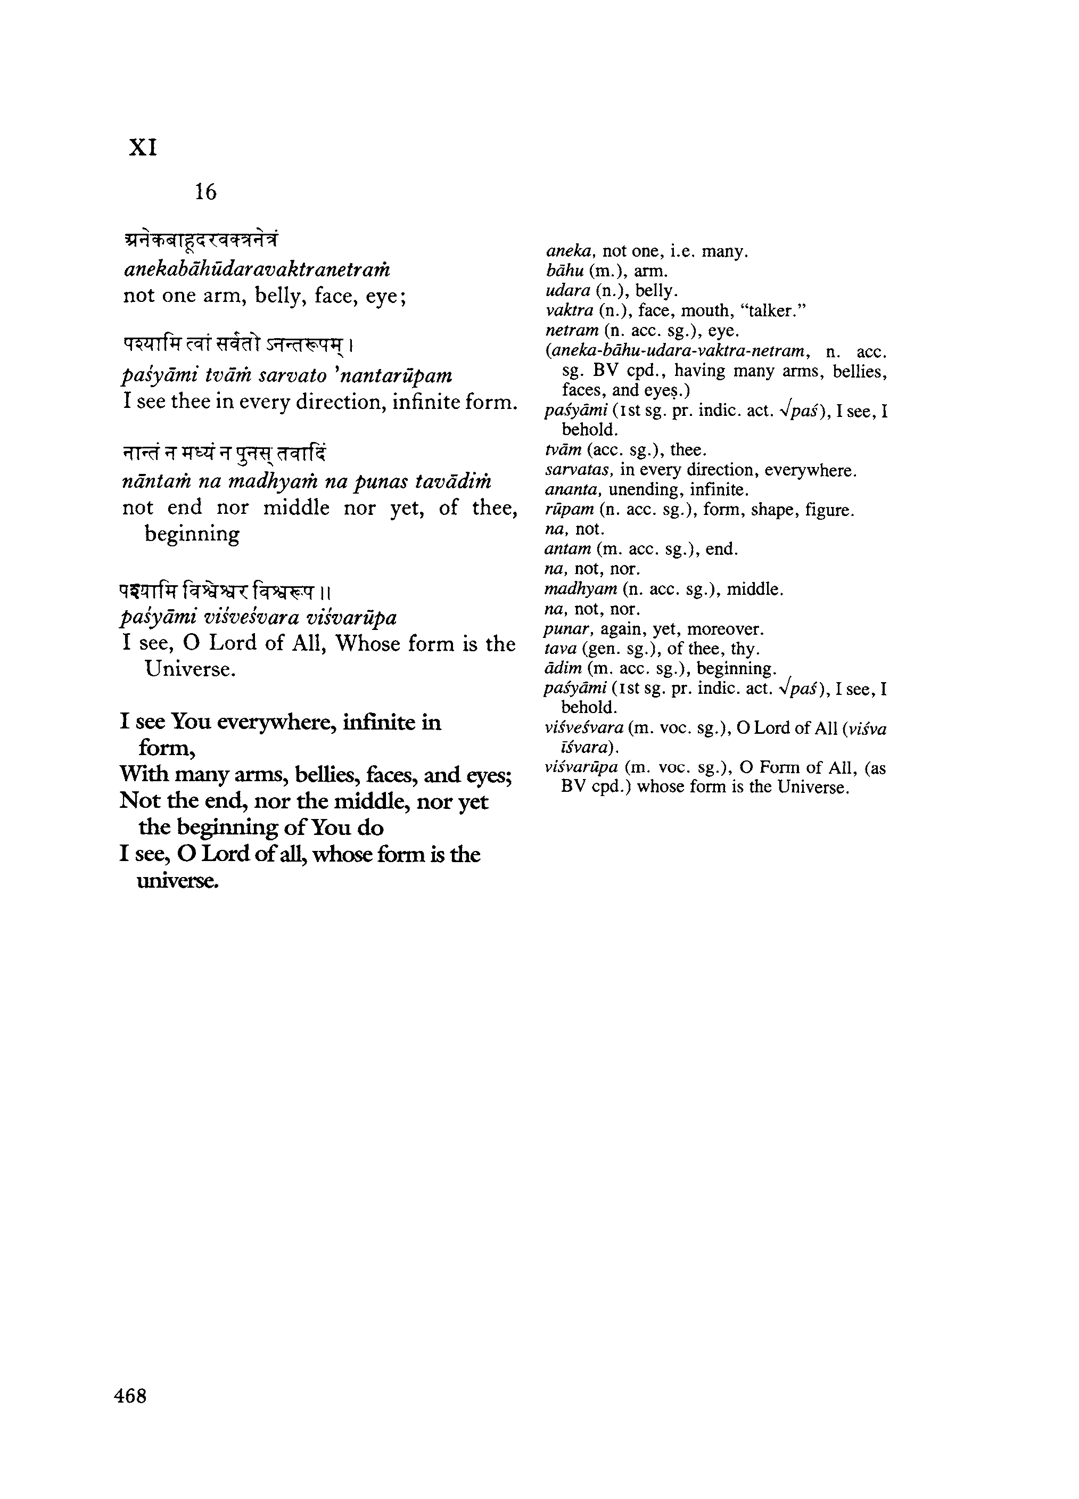 XI
16
अनेकबाहूदरवक्त्रनेत्रं
anekabāhūdaravaktranetraṁ
not one arm, belly, face, eye;
पश्यामि त्वां सर्वतो ऽनन्तरूपम् ।
paśyāmi tvāṁ sarvato ’nantarūpam
I see thee in every direction, infinite form.
नान्तं न मध्यं न पुनस् तवादिं
nāntaṁ na madhyaṁ na punas tavādiṁ
not end nor middle nor yet, of thee,
beginning
पश्यामि विश्वेश्वर विश्वरूप ॥
paśyāmi viśveśvara viśvarūpa
I see, O Lord of All, Whose form is the
Universe.
I see You everywhere, infinite in
form,
With many arms, bellies, faces, and eyes;
Not the end, nor the middle, nor yet
the beginning of You do
I see, O Lord of all, whose form is the
universe.
aneka, not one, i.e. many.
bāhu (m.), arm.
udara (n.), belly.
vaktra (n.), face, mouth, “talker.”
netram (n. acc. sg.), eye.
(aneka-bāhu-udara-vaktra-netram, n. acc.
sg. BV cpd., having many arms, bellies,
faces, and eyes.)
paśyāmi (1st sg. pr. indic. act. √paś), I see, I
behold.
tvām (acc. sg.), thee.
sarvatas, in every direction, everywhere.
ananta, unending, infinite.
rūpam (n. acc. sg.), form, shape, figure.
na, not.
antam (m. acc. sg.), end.
na, not, nor.
madhyam (n. acc. sg.), middle.
na, not, nor.
punar, again, yet, moreover.
tava (gen. sg.), of thee, thy.
ādim (m. acc. sg.), beginning.
paśyāmi (1st sg. pr. indic. act. √paś), I see, I
behold.
viśveśvara (m. voc. sg.), O Lord of All (viśva
īśvara).
viśvarūpa (m. voc. sg.), O Form of All, (as
BV cpd.) whose form is the Universe.
468